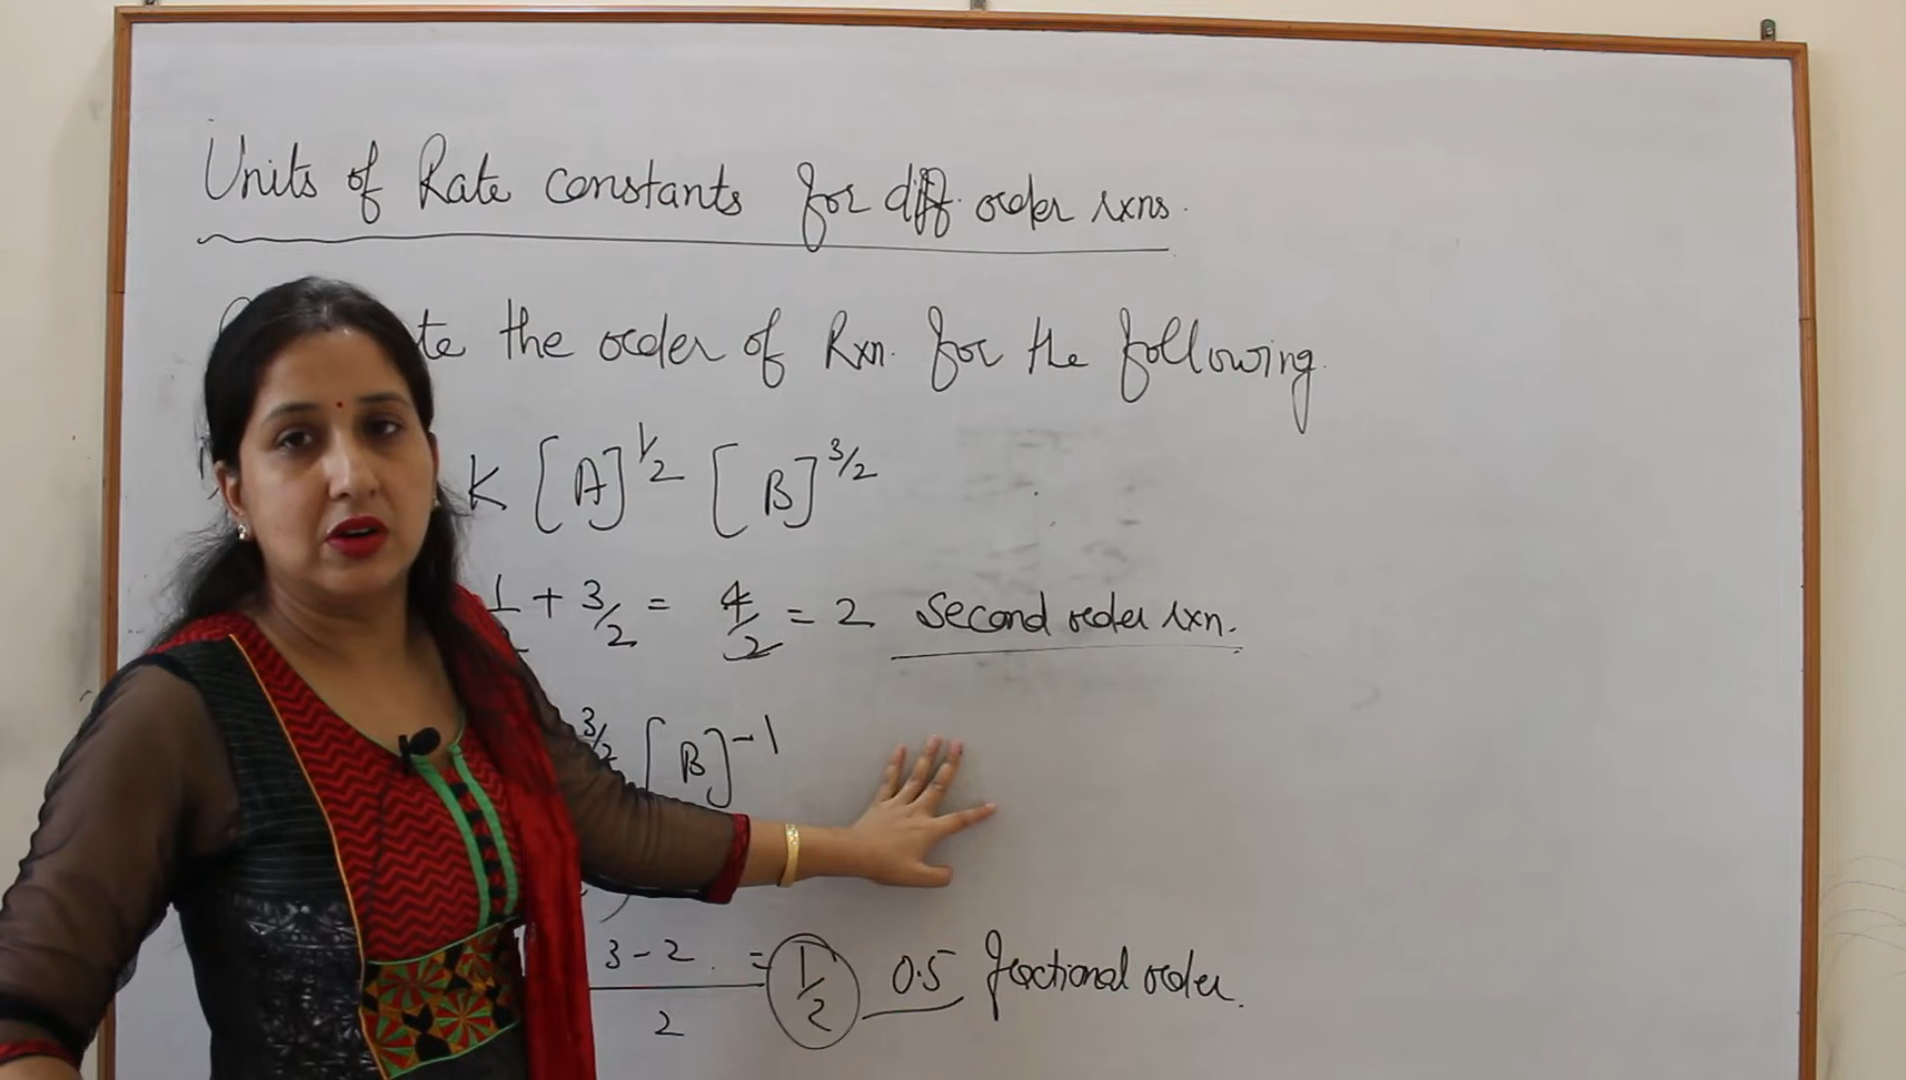 Units of Rate constants for diff. order rxns.
the order of Rxn. for the following.
K [A]^1/2 [B]^3/2
1/2 + 3/2 = 4/2 = 2 Second order rxn.
3/2 [B]^-1
3-2 / 2 = 1/2 0.5 fractional order.